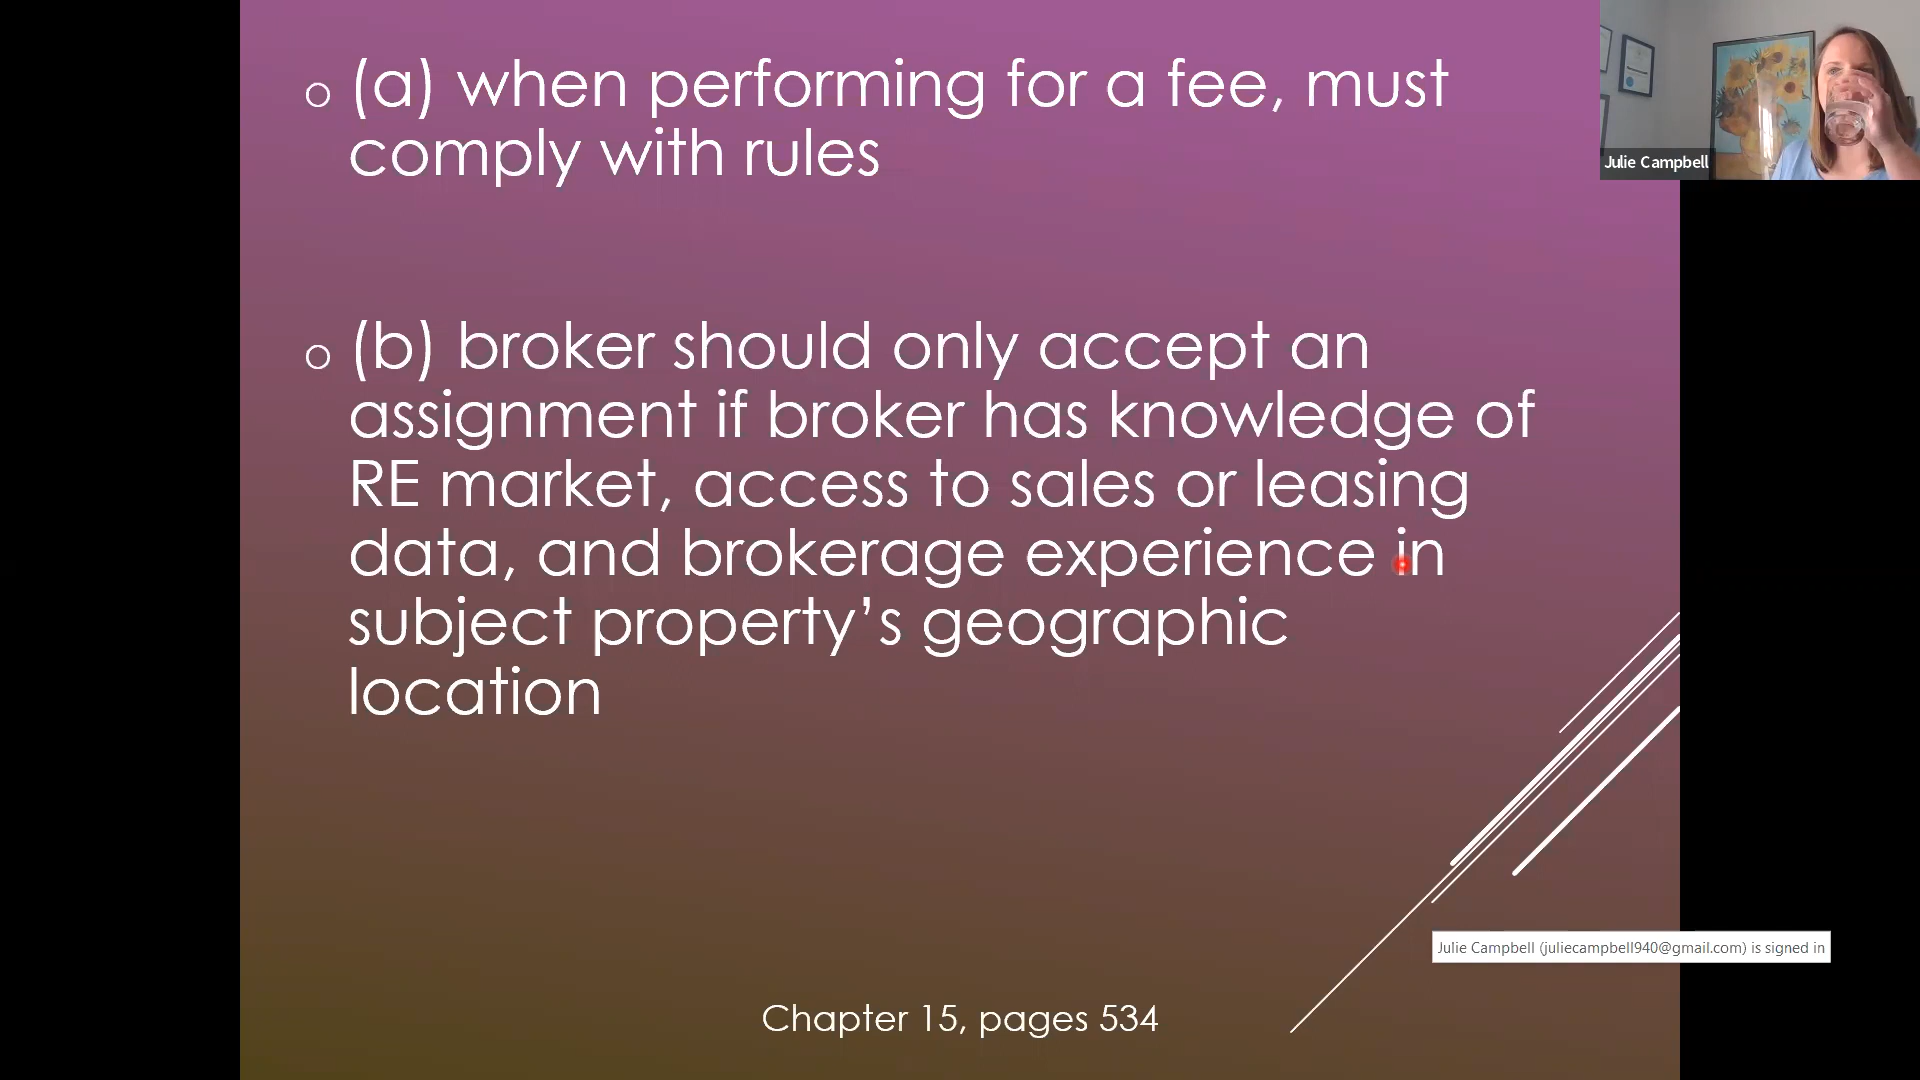 (a) when performing for a fee, must
comply with rules
(b) broker should only accept an
assignment if broker has knowledge of
RE market, access to sales or leasing
data, and brokerage experience in
subject property’s geographic
location
Chapter 15, pages 534
Julie Campbell
Julie Campbell (juliecampbell940@gmail.com) is signed in